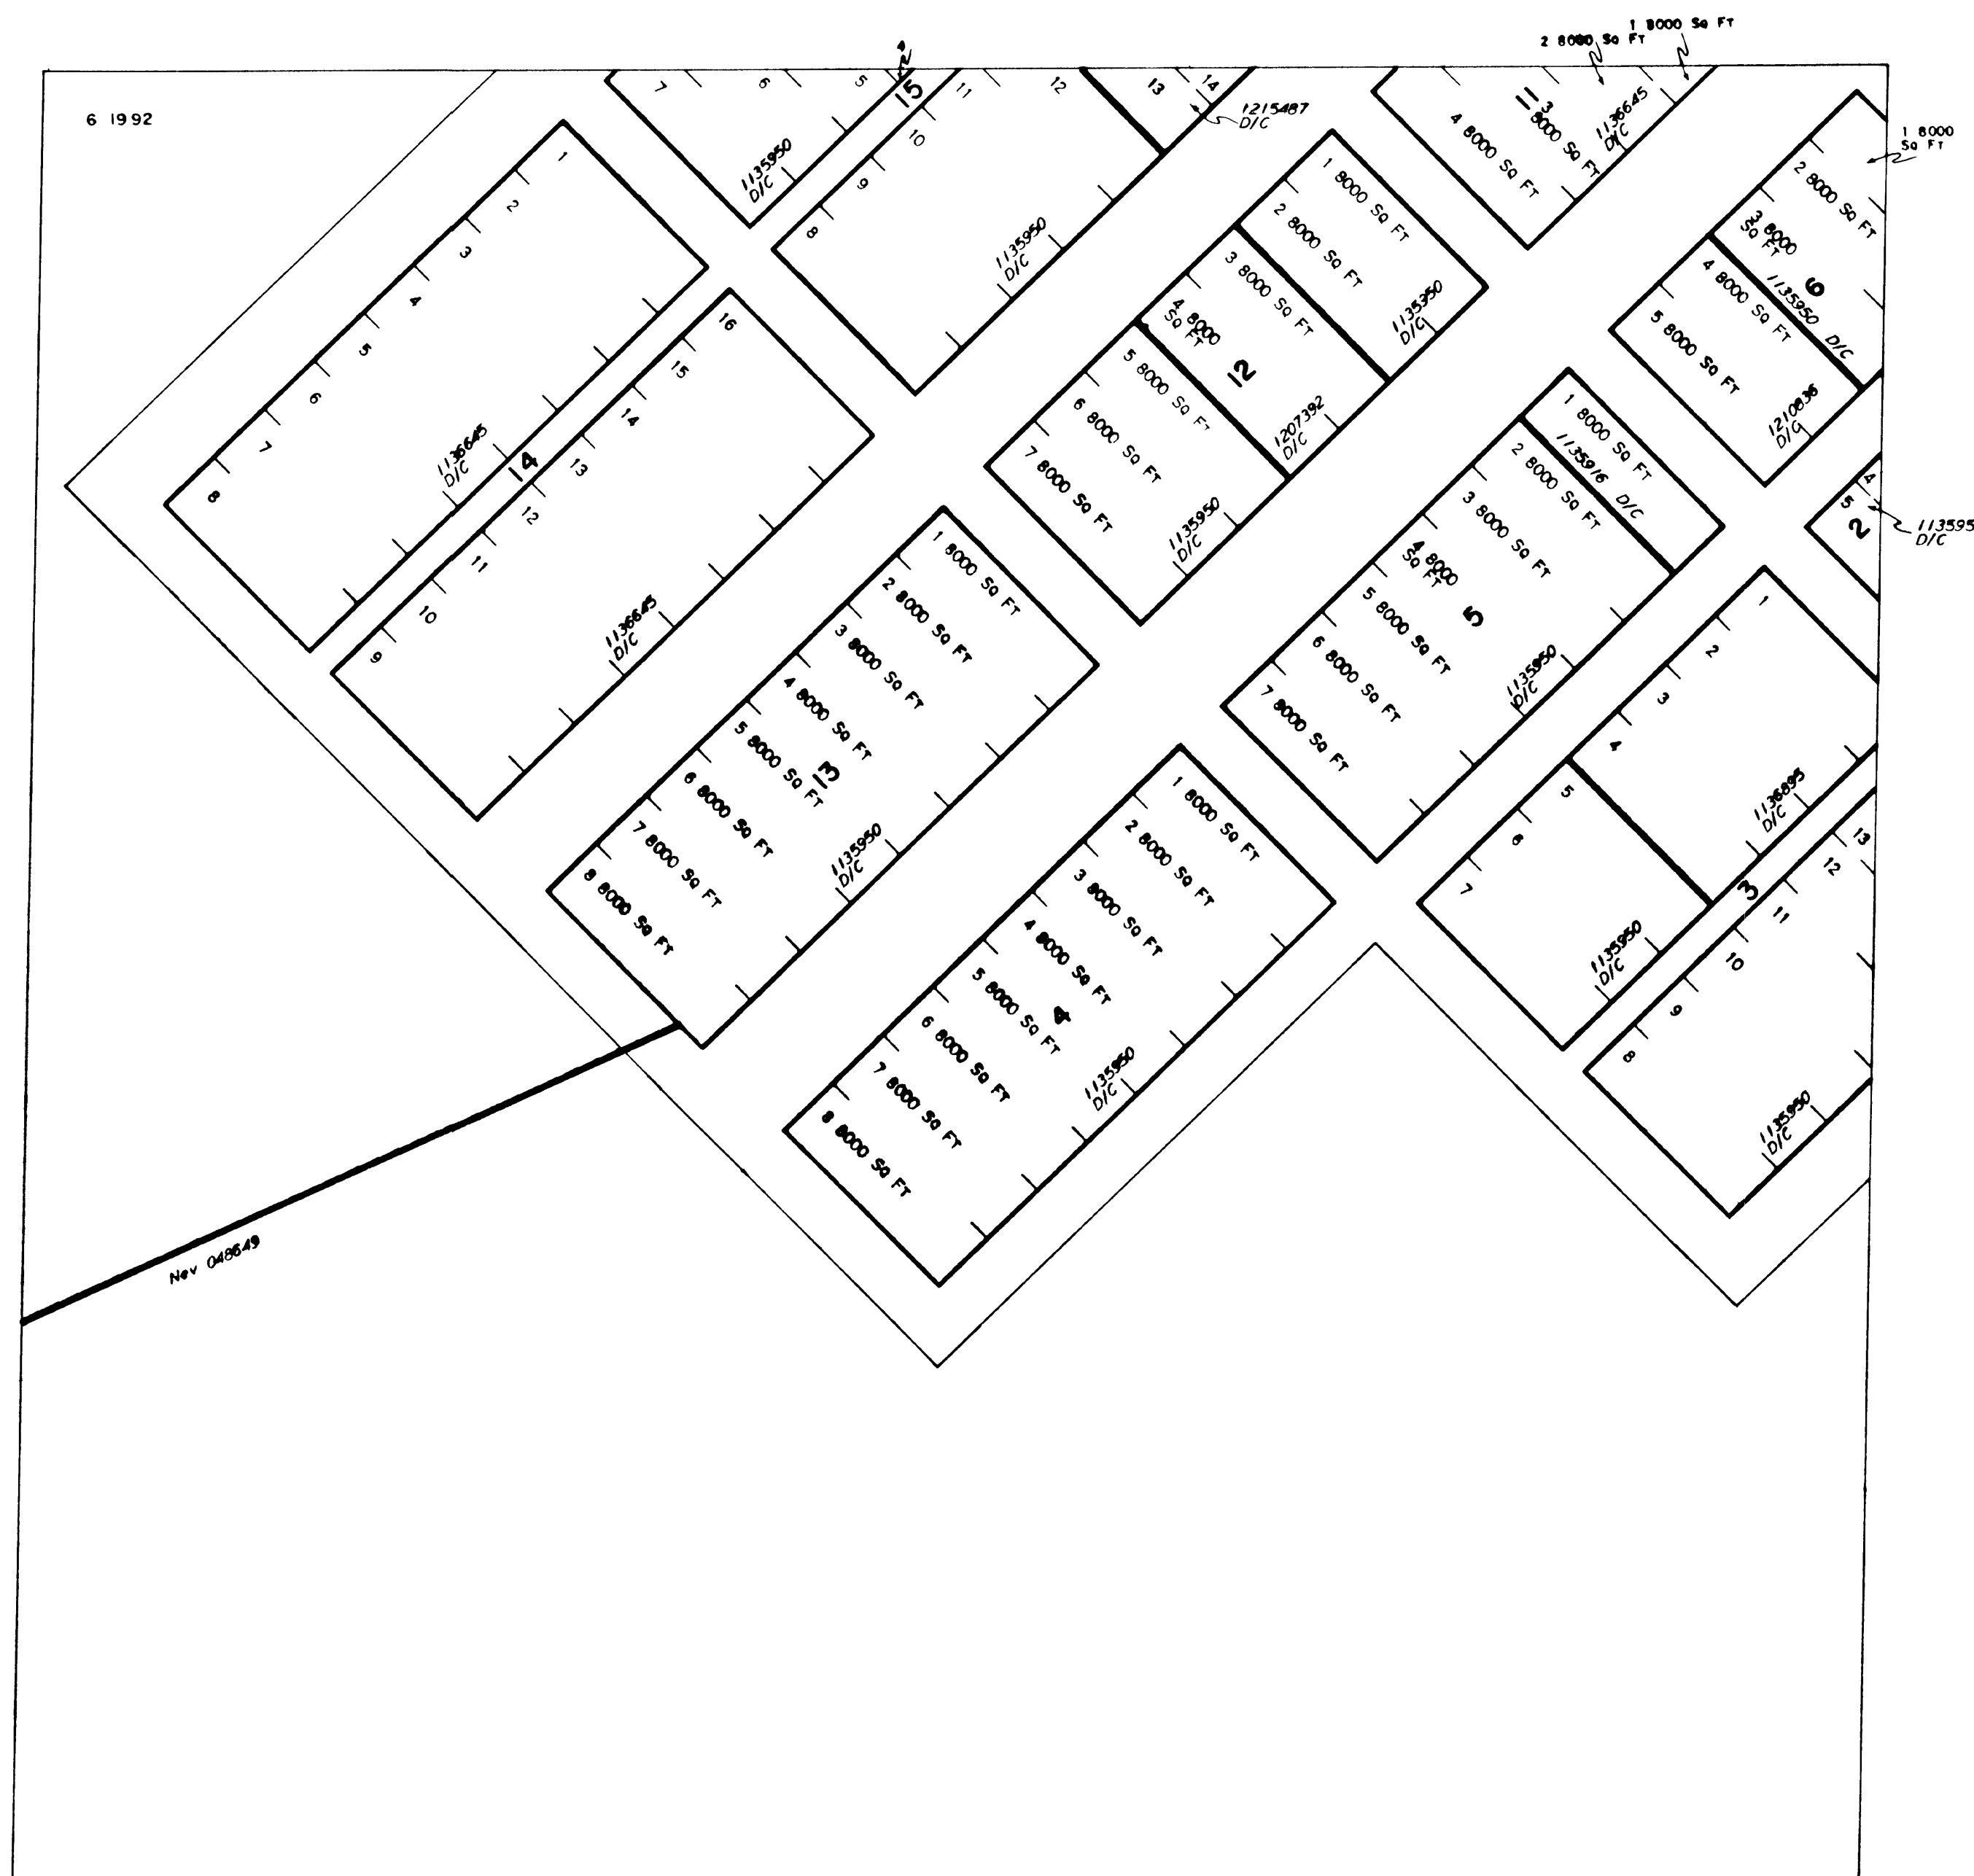 1 8000 SQ FT
2 8000 SQ FT
6 1992
7
6
5
4
15
1135950
D/C
11
12
10
9
8
1135950
D/C
13
14
1215487
D/C
11
3 8000 SQ FT
4 8000 SQ FT
1136645
D/C
1 8000
SQ FT
2 8000 SQ FT
3 8000
SQ FT
6
1135950 D/C
4 8000 SQ FT
5 8000 SQ FT
1210836
D/C
1
2
3
4
5
6
7
8
1136645
D/C
14
16
15
14
13
12
11
10
9
1136645
D/C
1 8000 SQ FT
2 8000 SQ FT
1135350
D/C
3 8000 SQ FT
4 8000
SQ FT
12
1207392
D/C
5 8000 SQ FT
6 8000 SQ FT
7 8000 SQ FT
1135950
D/C
1 8000 SQ FT
1135916 D/C
2 8000 SQ FT
3 8000 SQ FT
4 8000
SQ FT
5
5 8000 SQ FT
6 8000 SQ FT
7 8000 SQ FT
1135950
D/C
4
5
2
113595
D/C
1 8000 SQ FT
2 8000 SQ FT
3 8000 SQ FT
4 8000 SQ FT
13
5 8000 SQ FT
6 8000 SQ FT
7 8000 SQ FT
8 8000 SQ FT
1135950
D/C
1
2
3
4
1136895
D/C
5
6
7
1135950
D/C
3
13
12
11
10
9
8
1135950
D/C
1 8000 SQ FT
2 8000 SQ FT
3 8000 SQ FT
4 8000 SQ FT
4
5 8000 SQ FT
6 8000 SQ FT
7 8000 SQ FT
8 8000 SQ FT
1135950
D/C
Nev 048649